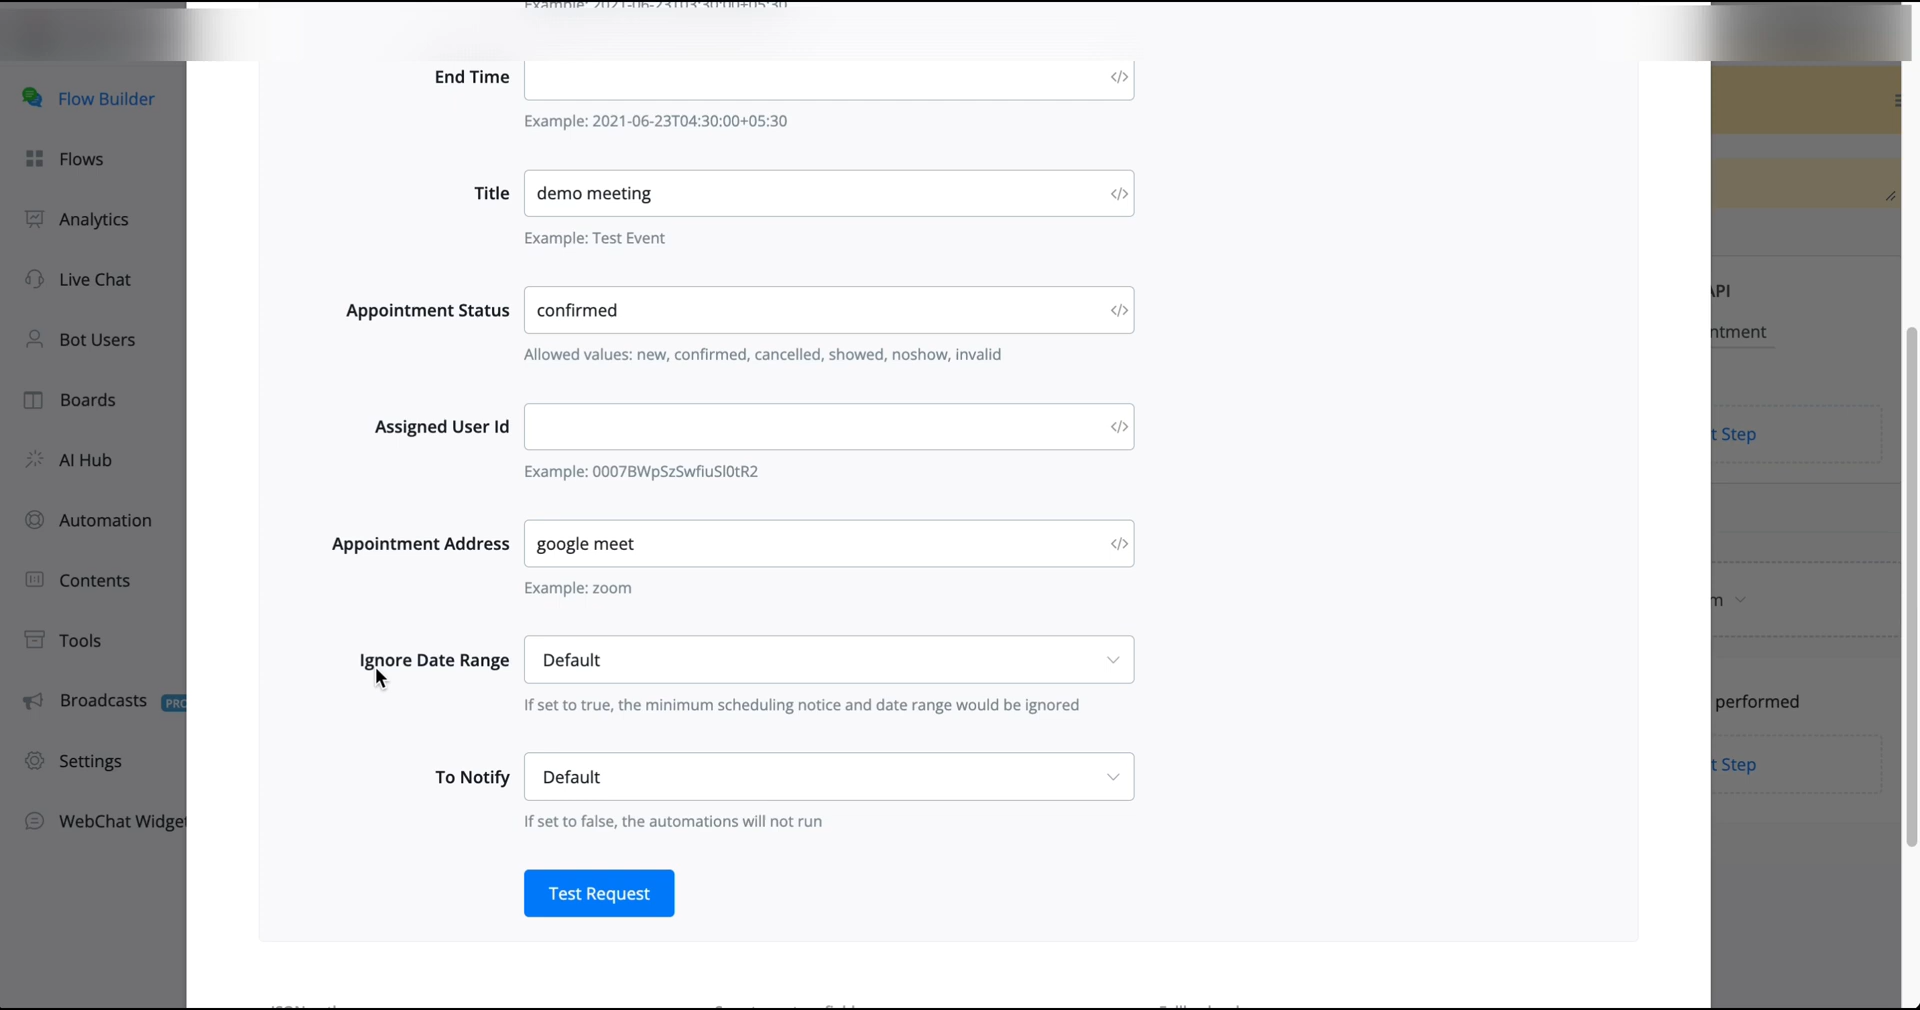 Example: 2021-06-23T03:30:00+05:30
Flow Builder
Flows
Analytics
Live Chat
Bot Users
Boards
AI Hub
Automation
Contents
Tools
Broadcasts PRO
Settings
WebChat Widget
End Time
Example: 2021-06-23T04:30:00+05:30
Title demo meeting
Example: Test Event
Appointment Status confirmed
Allowed values: new, confirmed, cancelled, showed, noshow, invalid
Assigned User Id
Example: 0007BWpSzSwfiuSl0tR2
Appointment Address google meet
Example: zoom
Ignore Date Range Default
If set to true, the minimum scheduling notice and date range would be ignored
To Notify Default
If set to false, the automations will not run
Test Request
API
ntment
t Step
m
performed
t Step